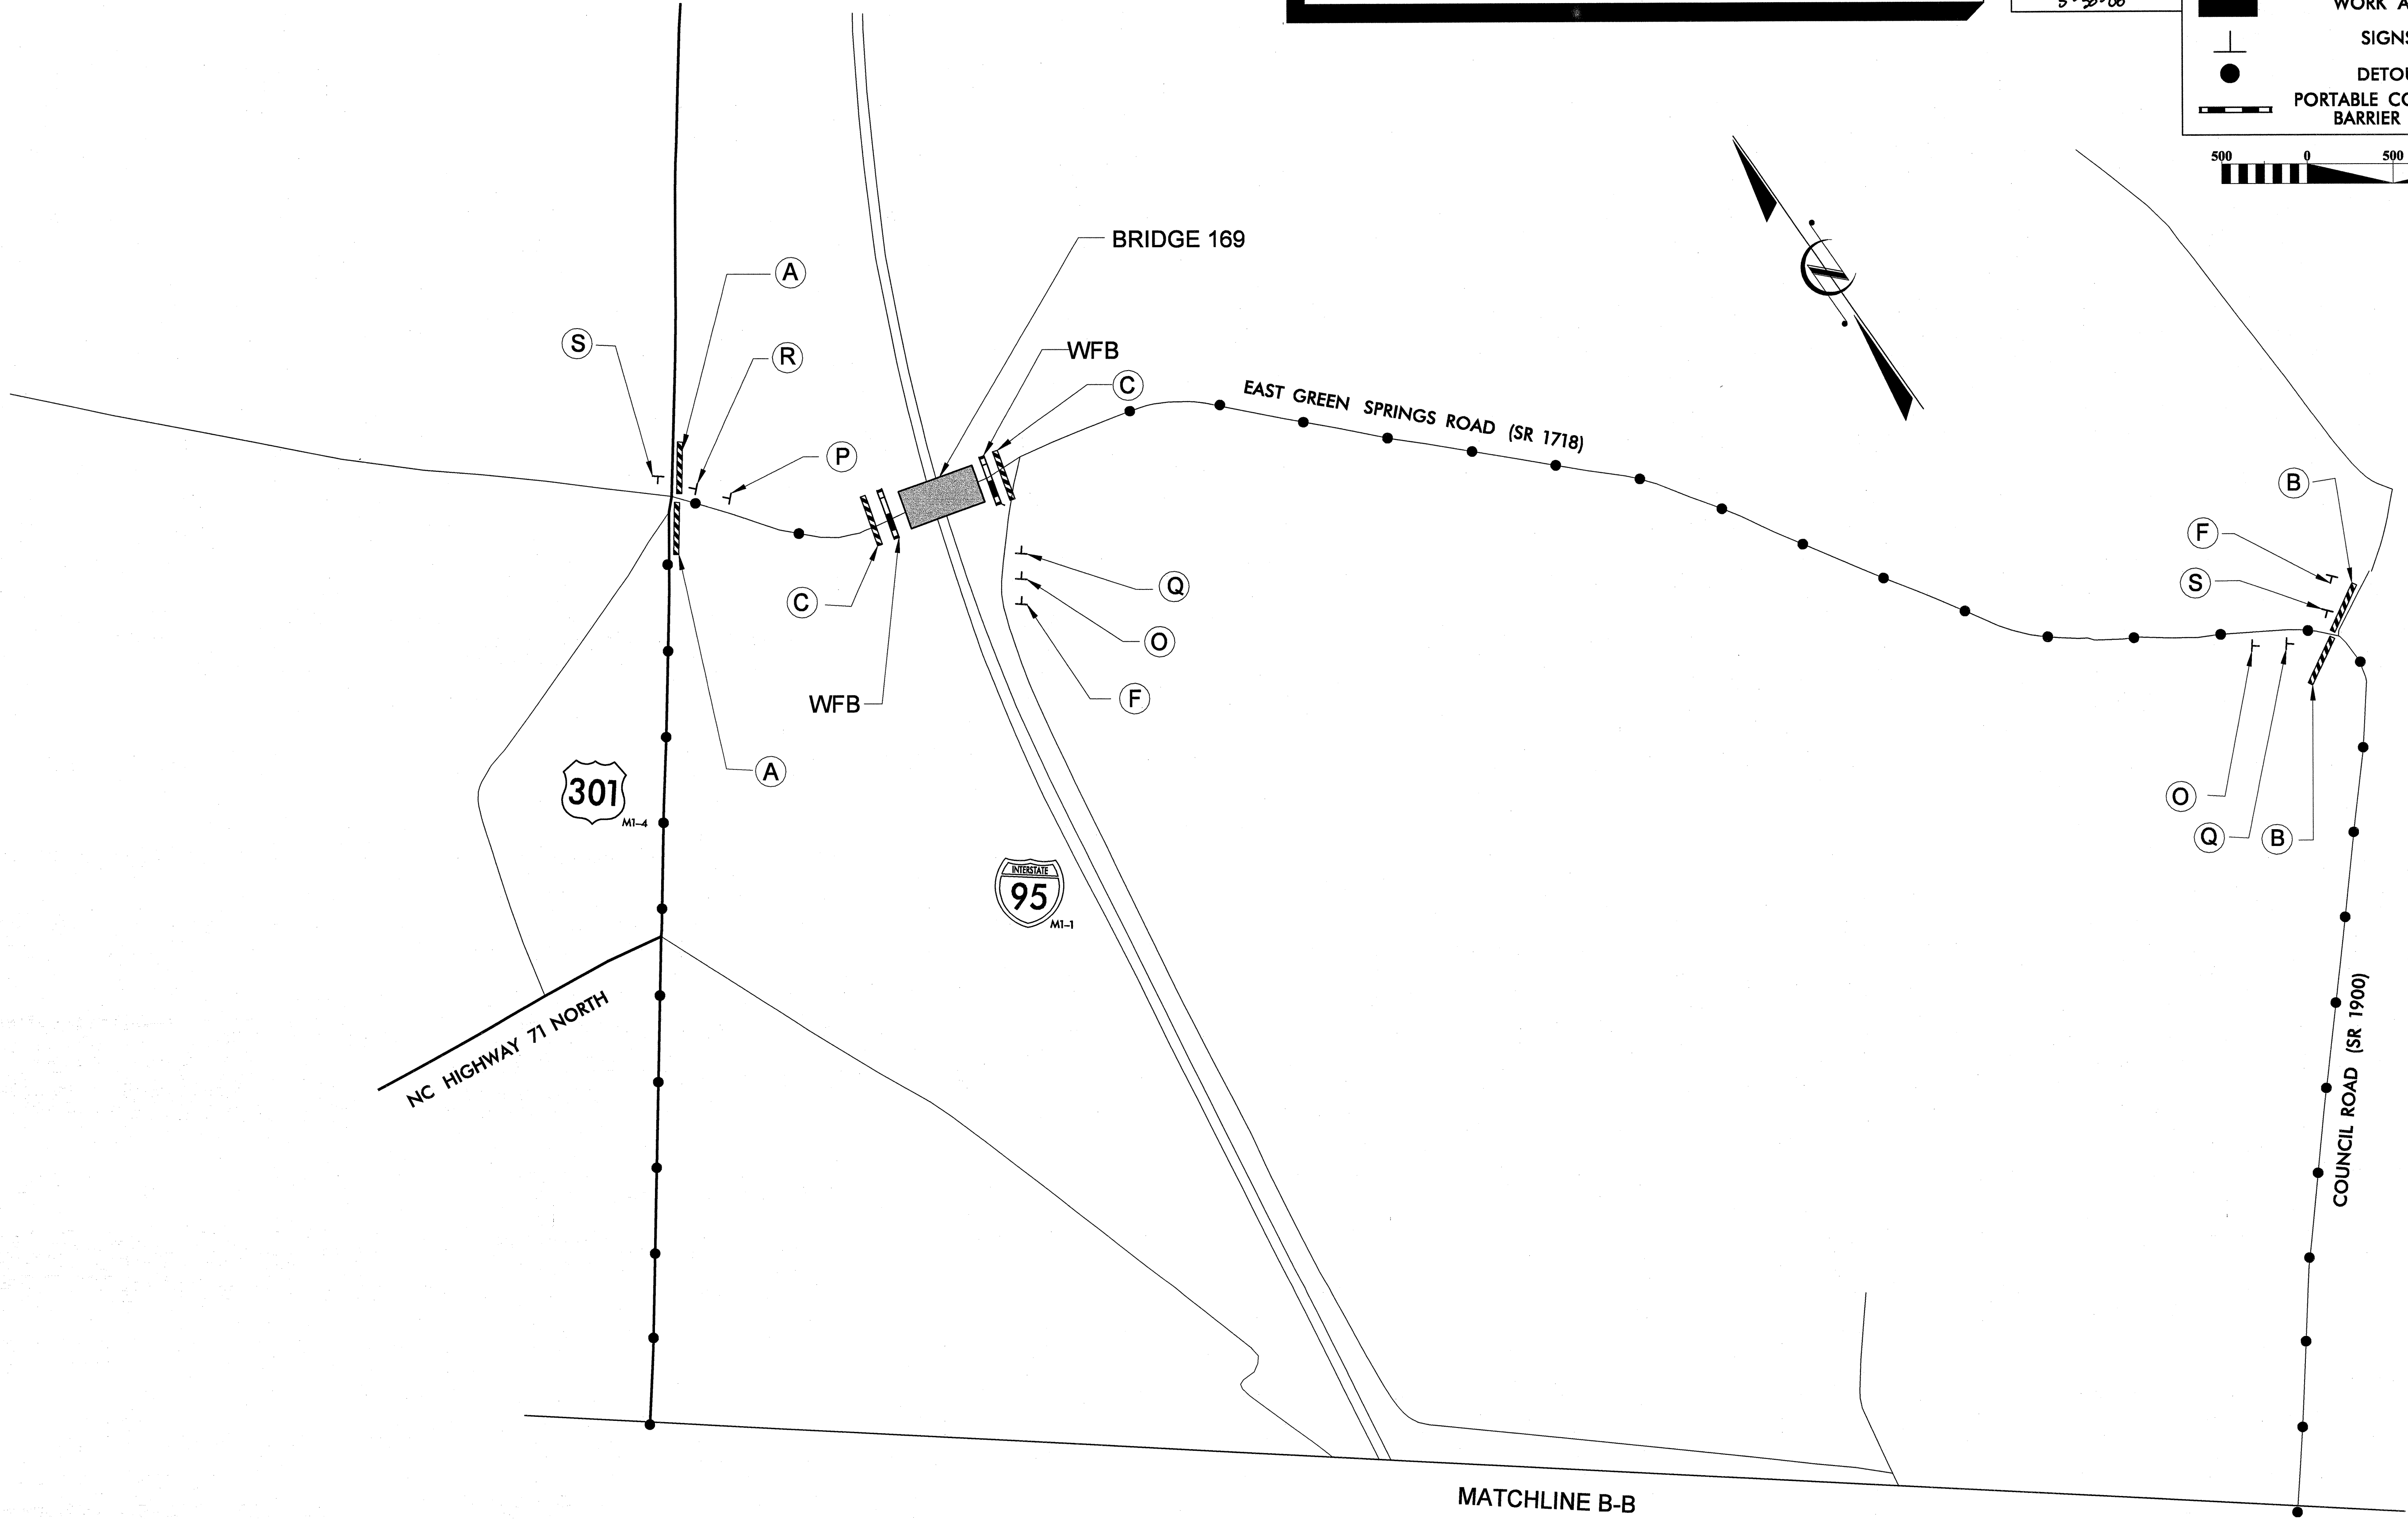 WORK A
SIGNS
DETOU
PORTABLE CO
BARRIER
500 0 500
BRIDGE 169
A
S
R
WFB
C
P
EAST GREEN SPRINGS ROAD (SR 1718)
B
F
S
C
Q
O
F
WFB
A
301
M1-4
O
Q
B
INTERSTATE
95
M1-1
NC HIGHWAY 71 NORTH
COUNCIL ROAD (SR 1900)
MATCHLINE B-B